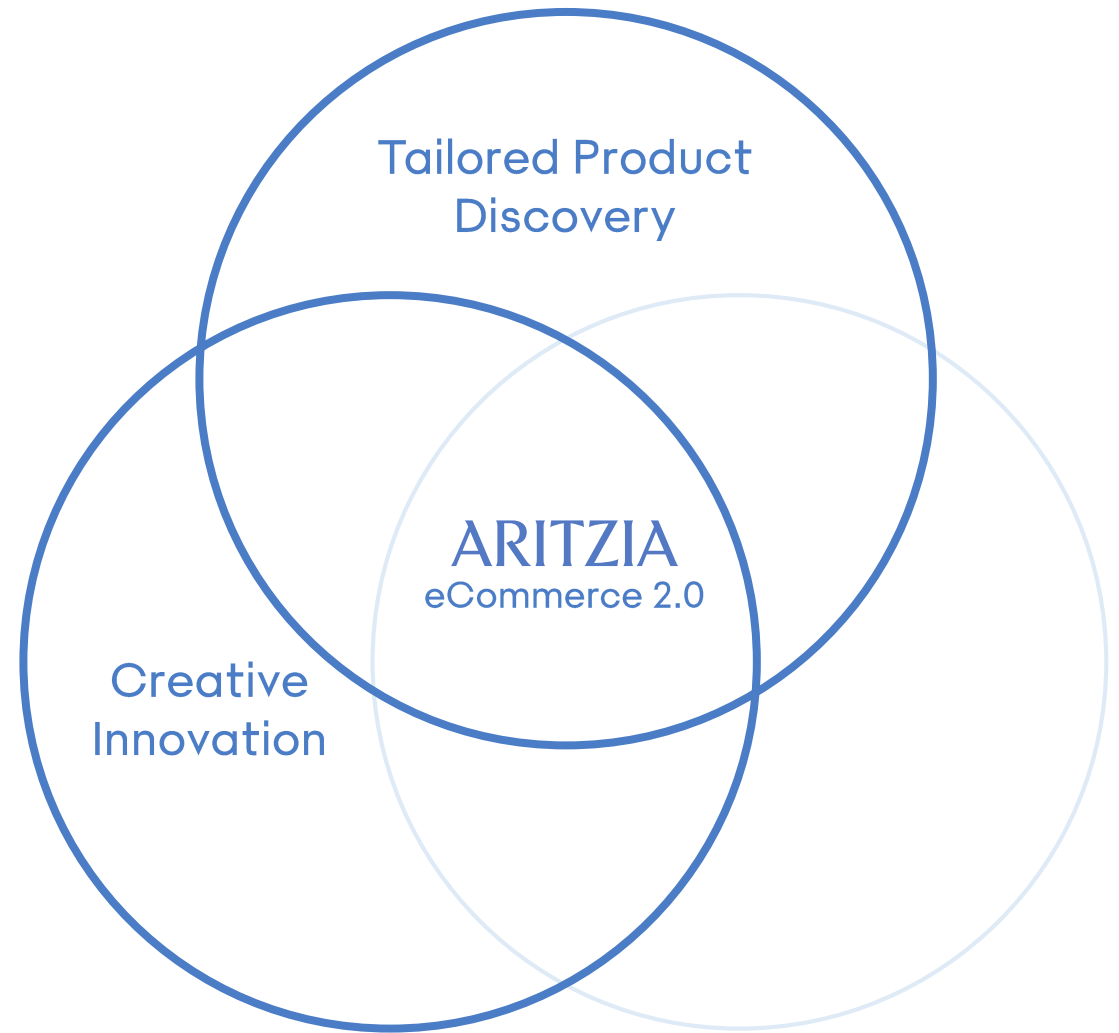 Tailored Product
Discovery
ARITZIA
eCommerce 2.0
Creative
Innovation